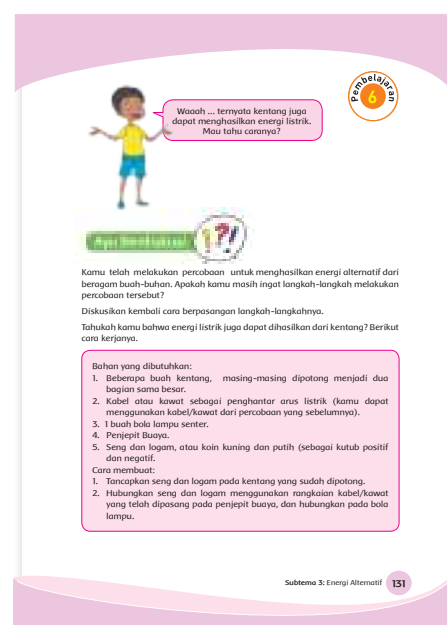 Pembelajaran
6
Waaah ... ternyata kentang juga
dapat menghasilkan energi listrik.
Mau tahu caranya?
Ayo
Kamu telah melakukan percobaan untuk menghasilkan energi alternatif dari
beragam buah-buhan. Apakah kamu masih ingat langkah-langkah melakukan
percobaan tersebut?
Diskusikan kembali cara berpasangan langkah-langkahnya.
Tahukah kamu bahwa energi listrik juga dapat dihasilkan dari kentang? Berikut
cara kerjanya.
Bahan yang dibutuhkan:
1. Beberapa buah kentang, masing-masing dipotong menjadi dua
bagian sama besar.
2. Kabel atau kawat sebagai penghantar arus listrik (kamu dapat
menggunakan kabel/kawat dari percobaan yang sebelumnya).
3. 1 buah bola lampu senter.
4. Penjepit Buaya.
5. Seng dan logam, atau koin kuning dan putih (sebagai kutub positif
dan negatif.
Cara membuat:
1. Tancapkan seng dan logam pada kentang yang sudah dipotong.
2. Hubungkan seng dan logam menggunakan rangkaian kabel/kawat
yang telah dipasang pada penjepit buaya, dan hubungkan pada bola
lampu.
Subtema 3: Energi Alternatif 131